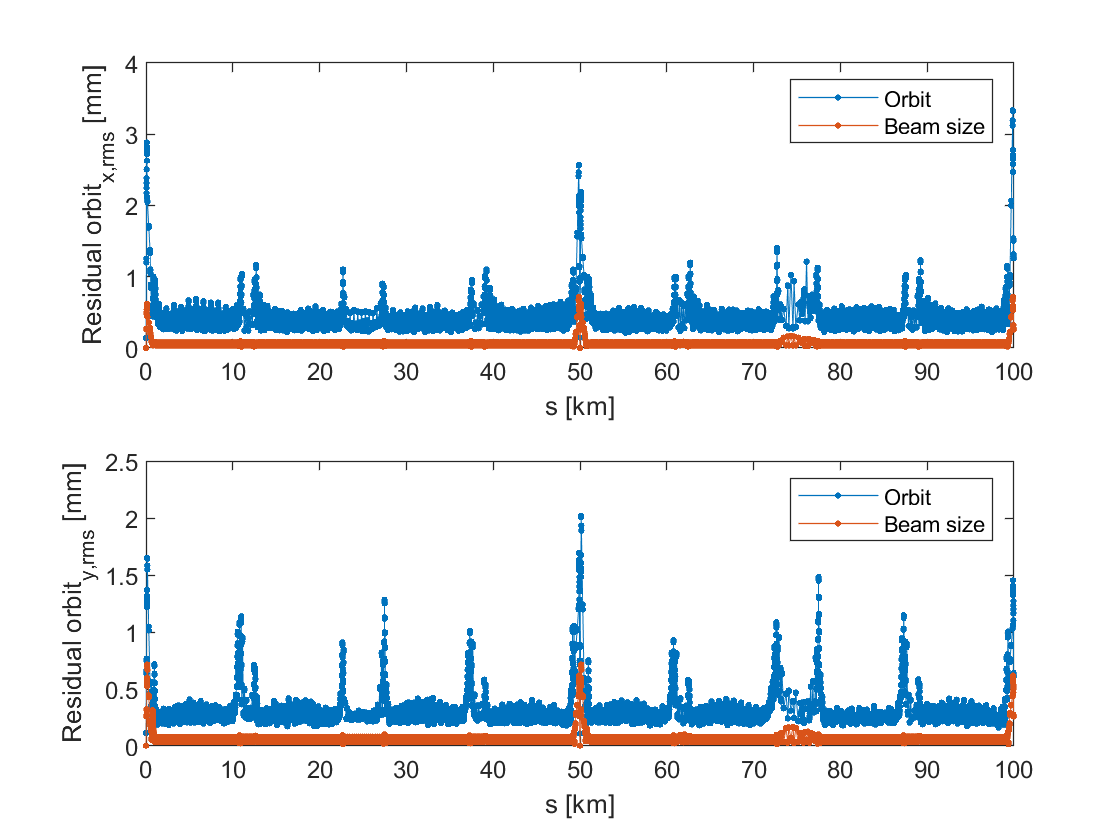 Residual orbit x,rms [mm]
4
3
2
1
0
Orbit
Beam size
0 10 20 30 40 50 60 70 80 90 100
s [km]
Residual orbit y,rms [mm]
2.5
2
1.5
1
0.5
0
Orbit
Beam size
0 10 20 30 40 50 60 70 80 90 100
s [km]